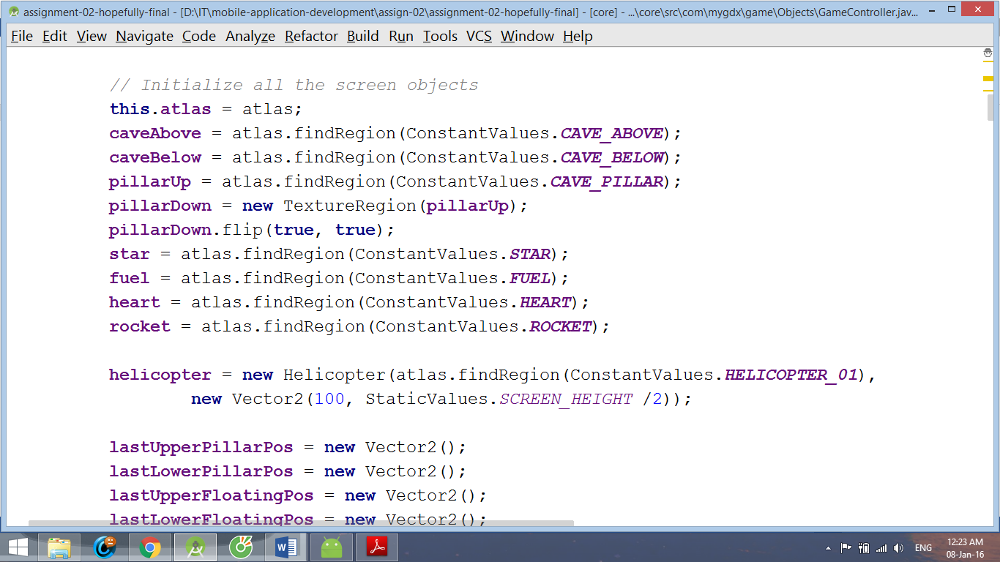 assignment-02-hopefully-final - [D:\IT\mobile-application-development\assign-02\assignment-02-hopefully-final] - [core] - ...\core\src\com\mygdx\game\Objects\GameController.jav...
File Edit View Navigate Code Analyze Refactor Build Run Tools VCS Window Help
// Initialize all the screen objects
this.atlas = atlas;
caveAbove = atlas.findRegion(ConstantValues.CAVE_ABOVE);
caveBelow = atlas.findRegion(ConstantValues.CAVE_BELOW);
pillarUp = atlas.findRegion(ConstantValues.CAVE_PILLAR);
pillarDown = new TextureRegion(pillarUp);
pillarDown.flip(true, true);
star = atlas.findRegion(ConstantValues.STAR);
fuel = atlas.findRegion(ConstantValues.FUEL);
heart = atlas.findRegion(ConstantValues.HEART);
rocket = atlas.findRegion(ConstantValues.ROCKET);
helicopter = new Helicopter(atlas.findRegion(ConstantValues.HELICOPTER_01),
new Vector2(100, StaticValues.SCREEN_HEIGHT /2));
lastUpperPillarPos = new Vector2();
lastLowerPillarPos = new Vector2();
lastUpperFloatingPos = new Vector2();
lastLowerFloatingPos = new Vector2();
ENG
12:23 AM
08-Jan-16